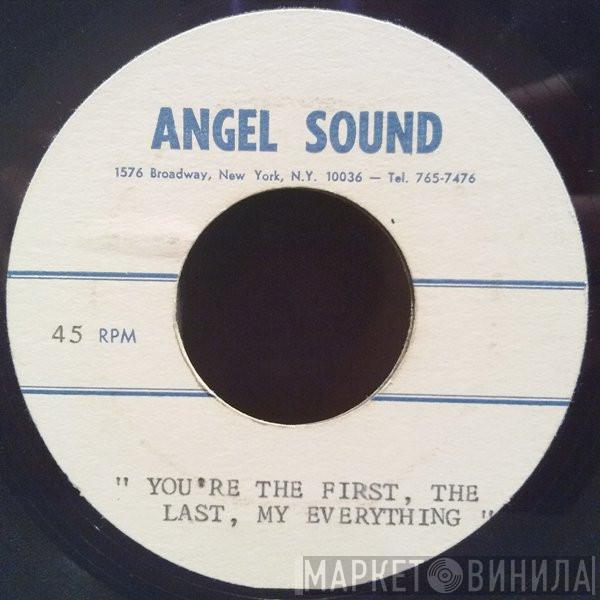 ANGEL SOUND
1576 Broadway, New York, N.Y. 10036 — Tel. 765-7476
45 RPM
" YOU'RE THE FIRST, THE
LAST, MY EVERYTHING "
МАРКЕТ ВИНИЛА